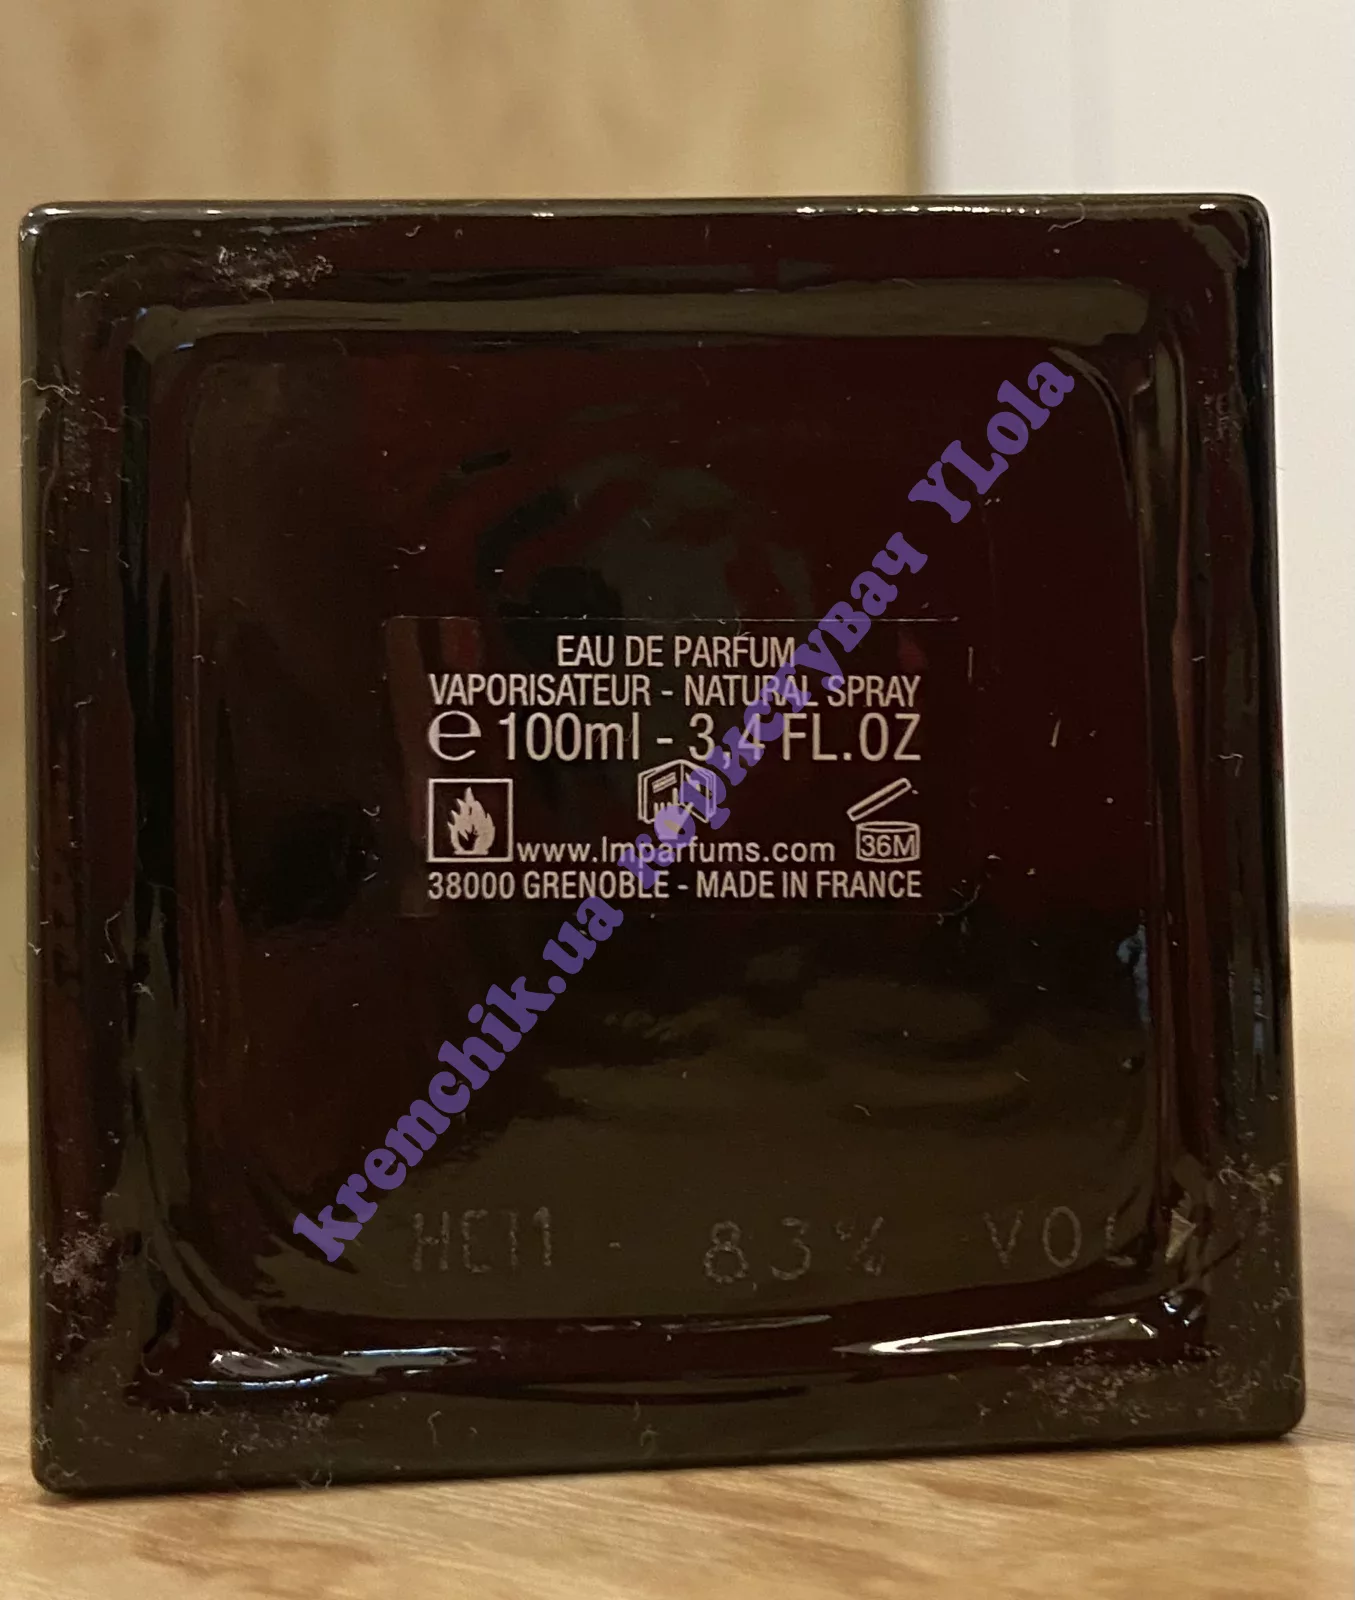 EAU DE PARFUM
VAPORISATEUR - NATURAL SPRAY
e 100ml - 3,4 FL.OZ
www.lmparfums.com
36M
38000 GRENOBLE - MADE IN FRANCE
kremchik.ua користувач YLola
83% VOL